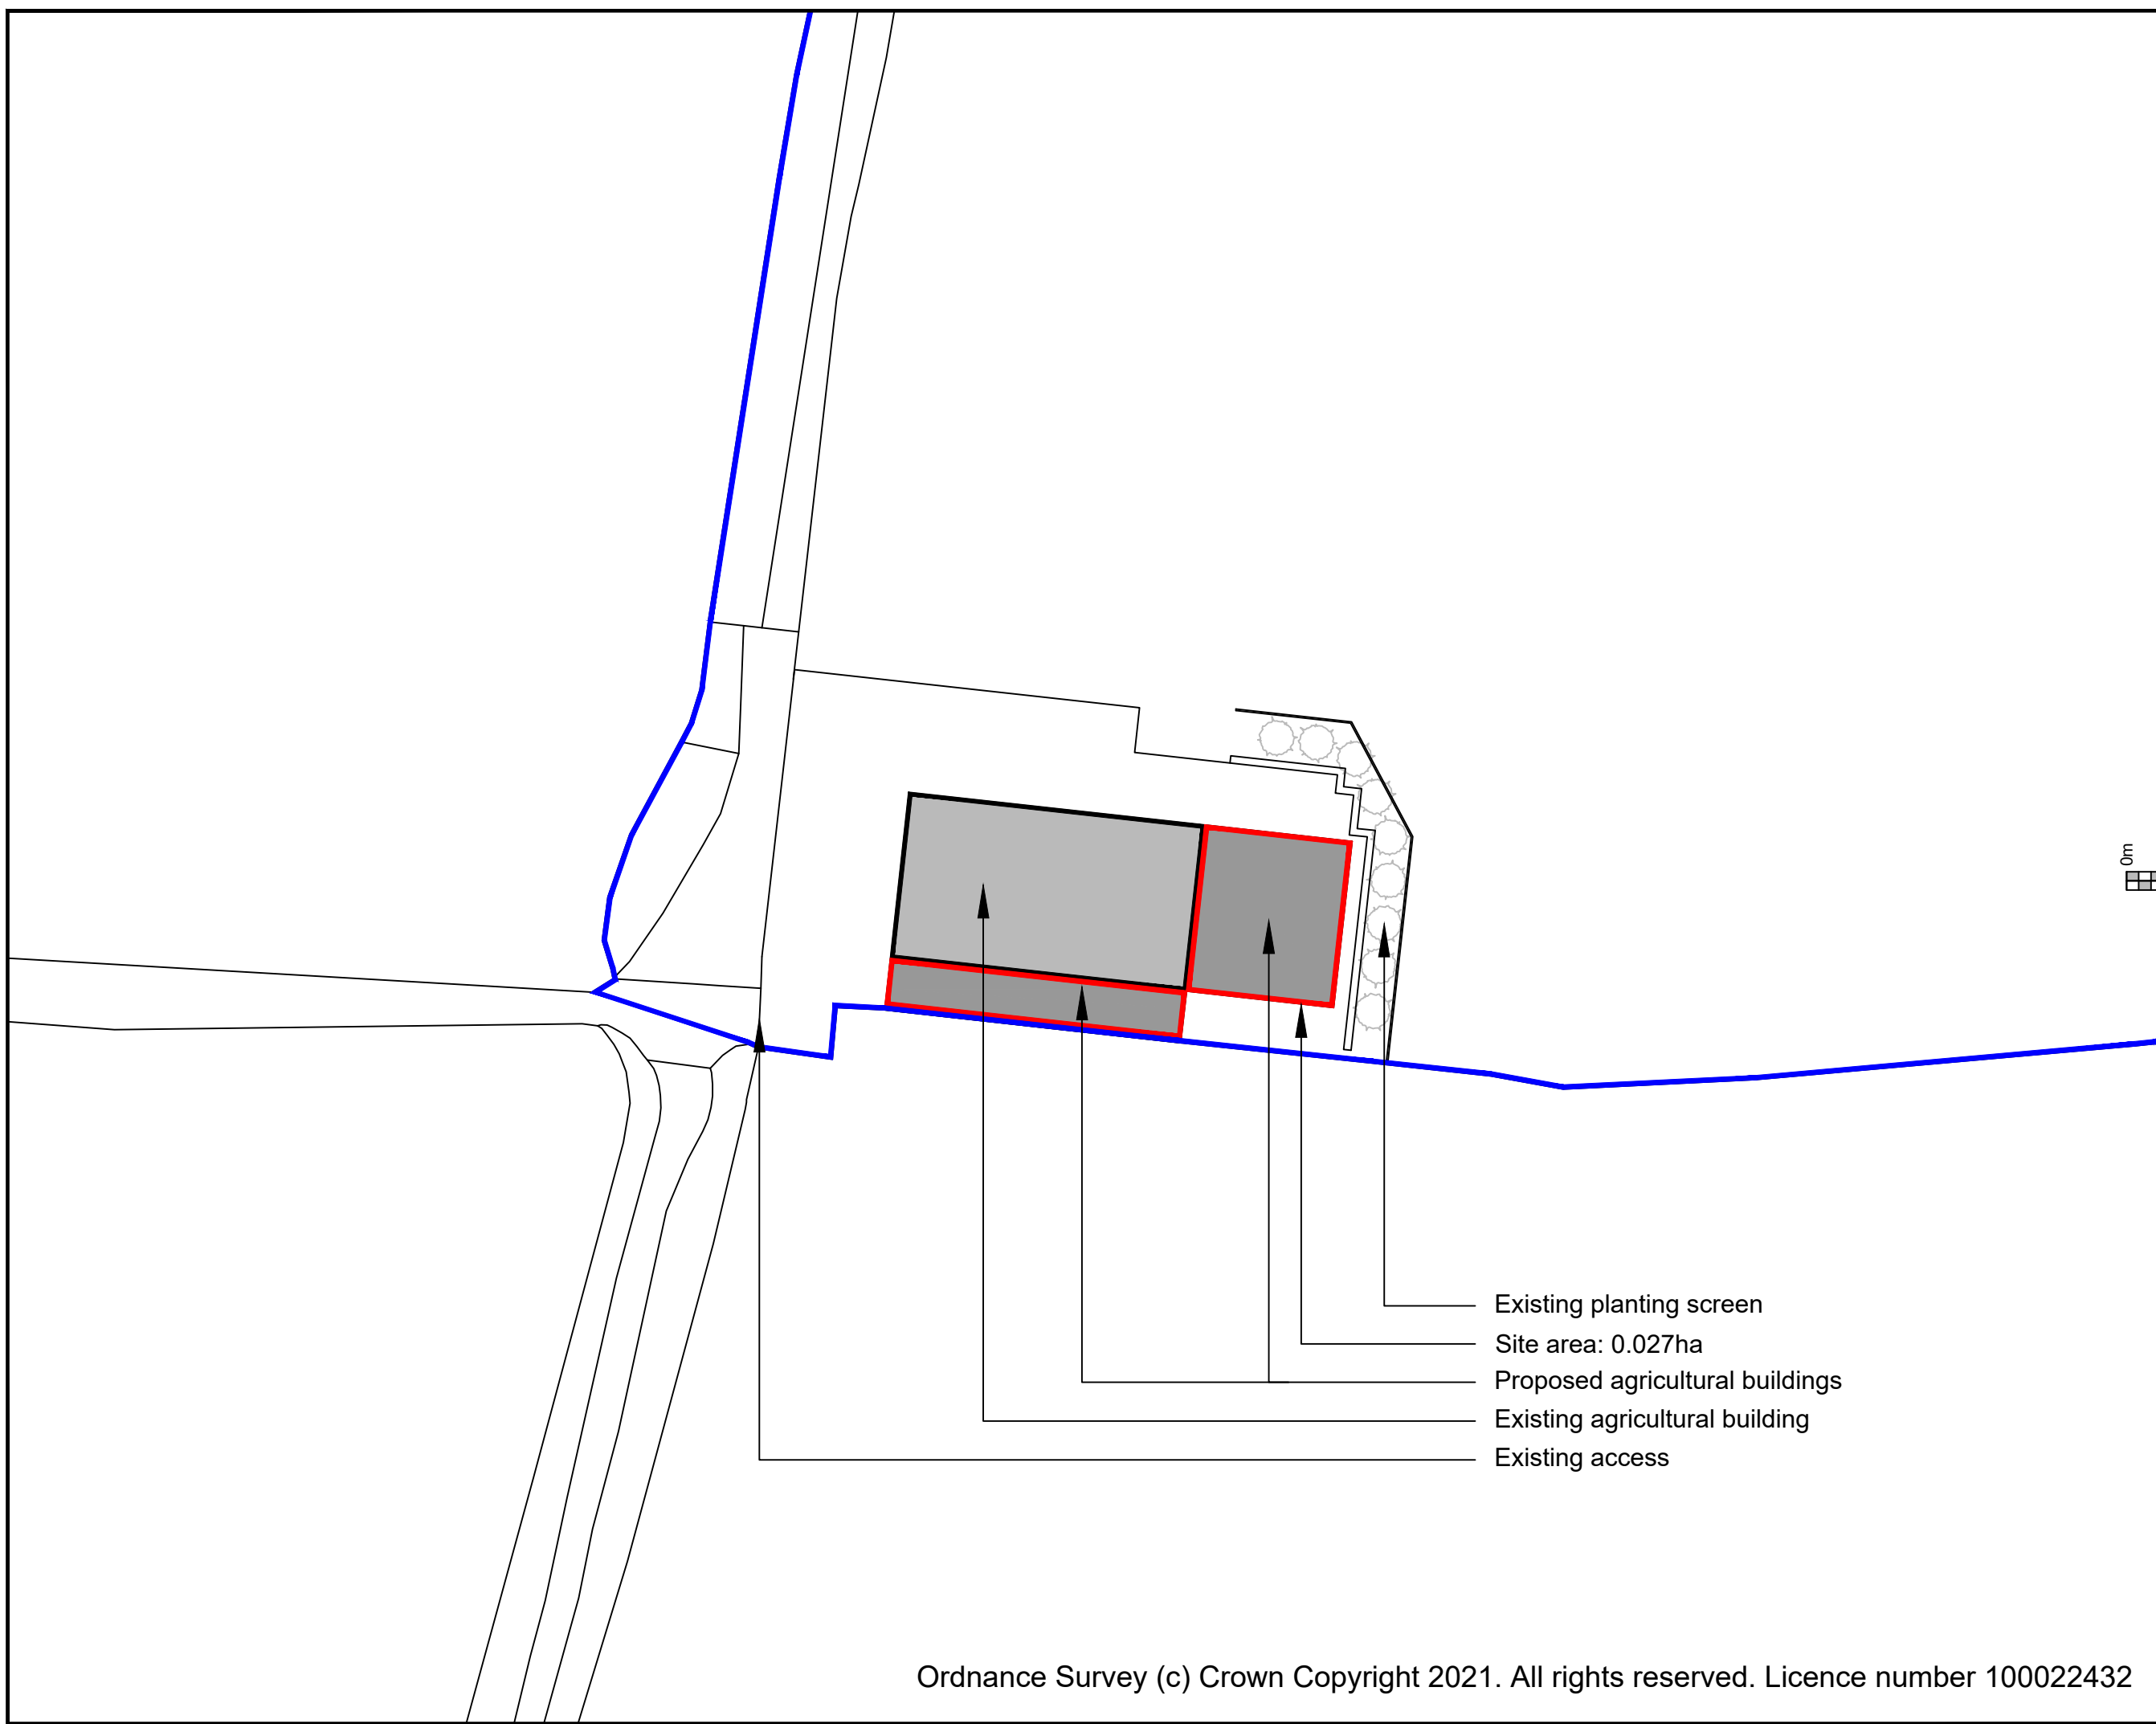 0m
Existing planting screen
Site area: 0.027ha
Proposed agricultural buildings
Existing agricultural building
Existing access
Ordnance Survey (c) Crown Copyright 2021. All rights reserved. Licence number 100022432